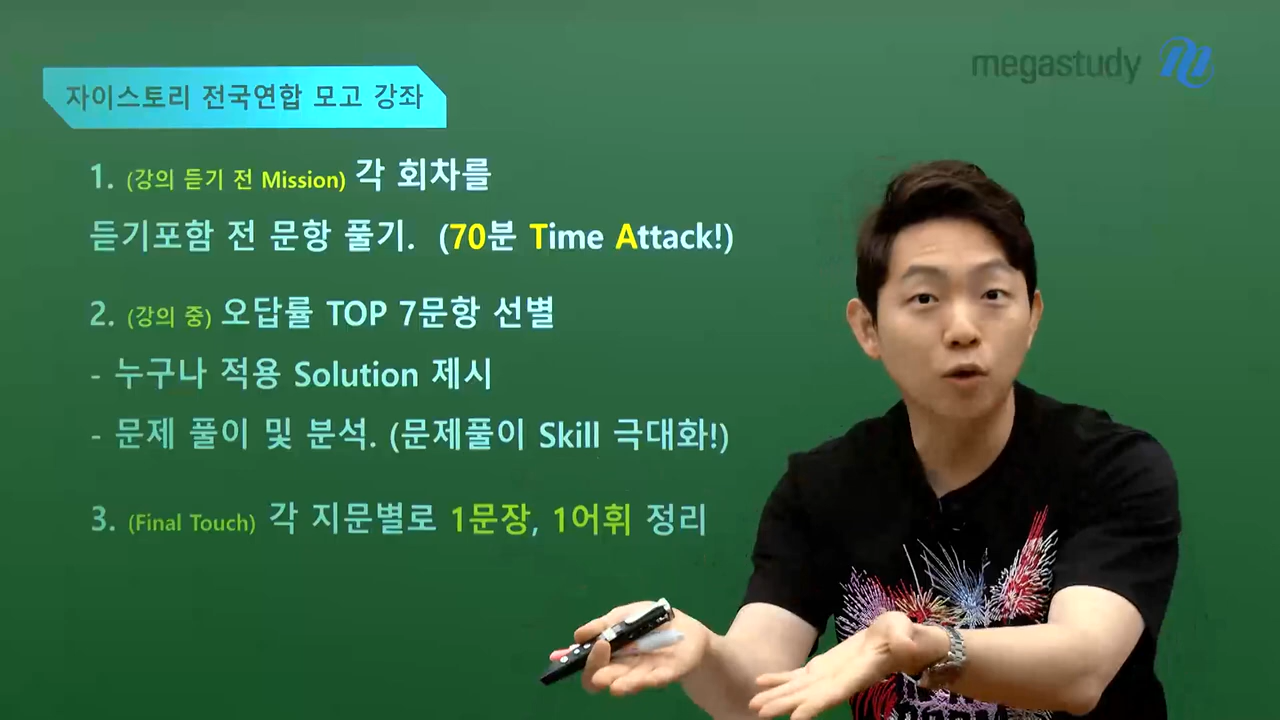 megastudy
자이스토리 전국연합 모고 강좌
1. (강의 듣기 전 Mission) 각 회차를
듣기포함 전 문항 풀기. (70분 Time Attack!)
2. (강의 중) 오답률 TOP 7문항 선별
- 누구나 적용 Solution 제시
- 문제 풀이 및 분석. (문제풀이 Skill 극대화!)
3. (Final Touch) 각 지문별로 1문장, 1어휘 정리